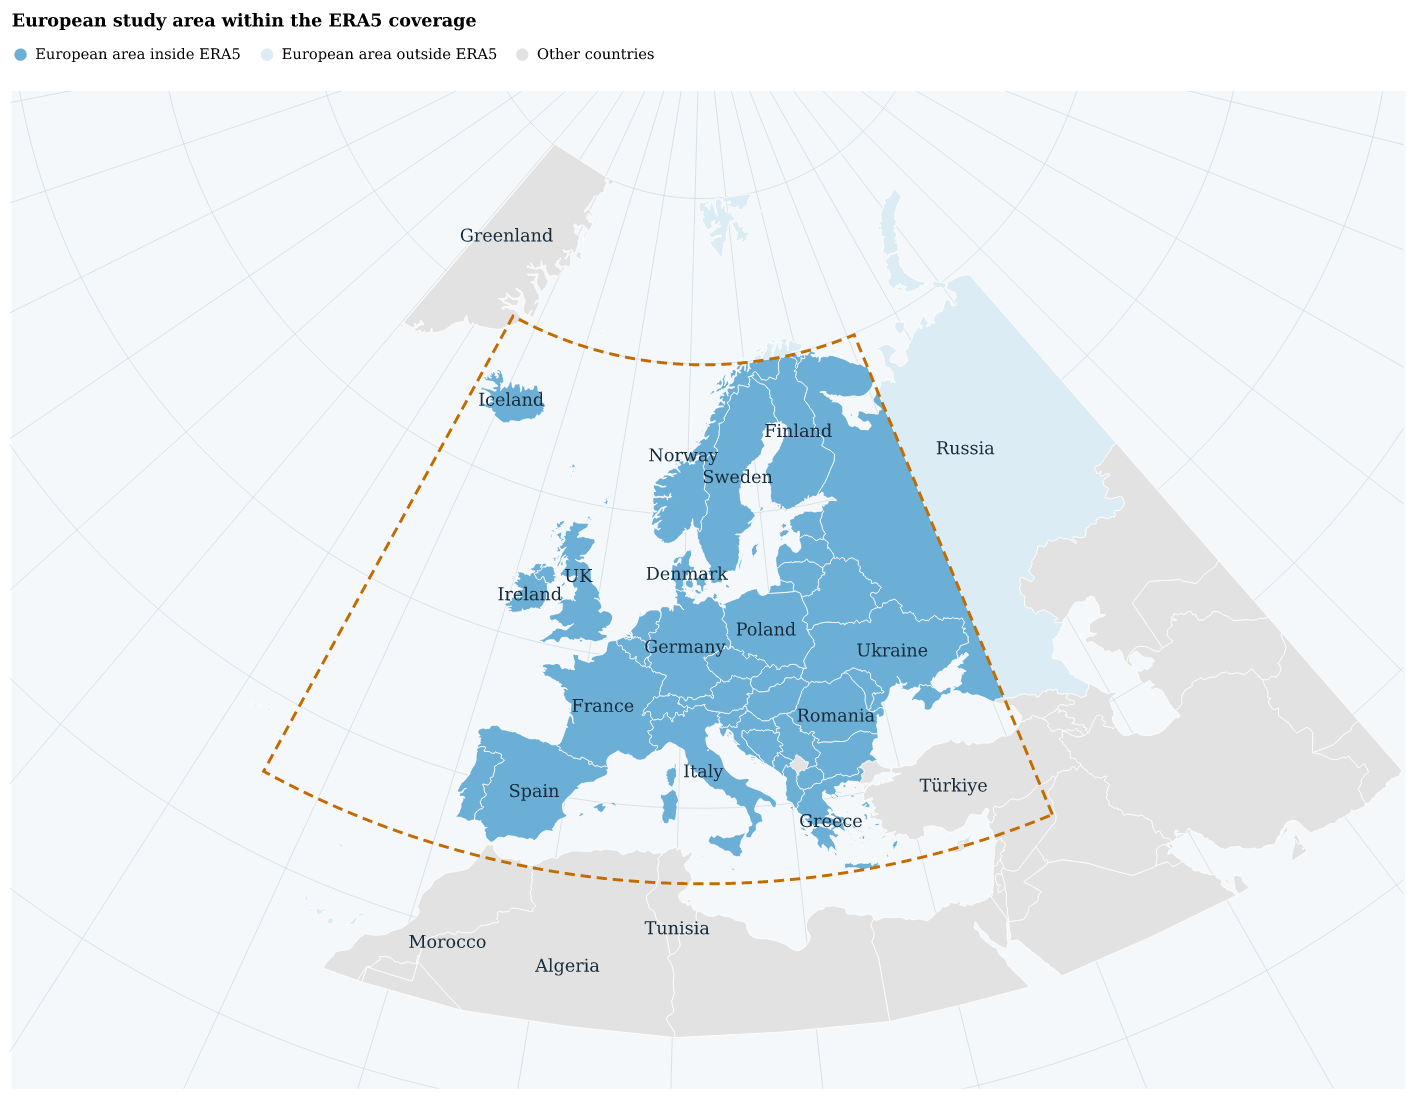 European study area within the ERA5 coverage
European area inside ERA5
European area outside ERA5
Other countries
Greenland
Iceland
Finland
Russia
Norway
Sweden
Denmark
UK
Ireland
Poland
Germany
Ukraine
France
Romania
Italy
Spain
Türkiye
Greece
Tunisia
Morocco
Algeria